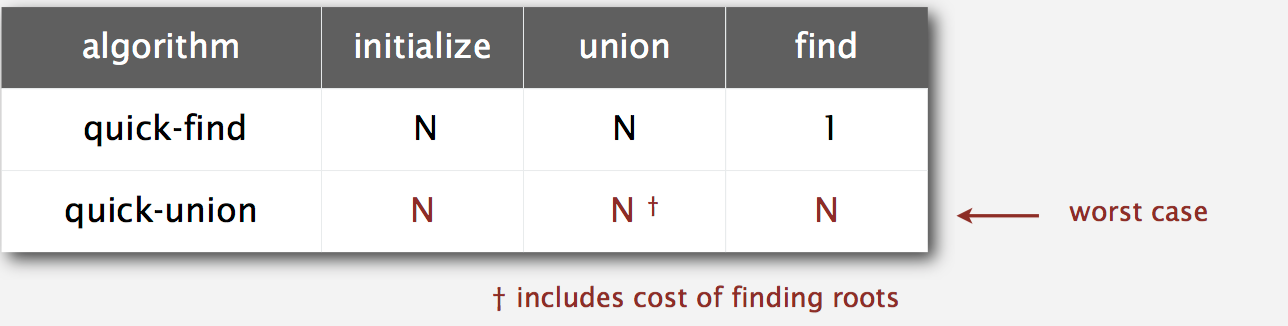 algorithm initialize union find
quick-find N N 1
quick-union N N † N worst case
† includes cost of finding roots